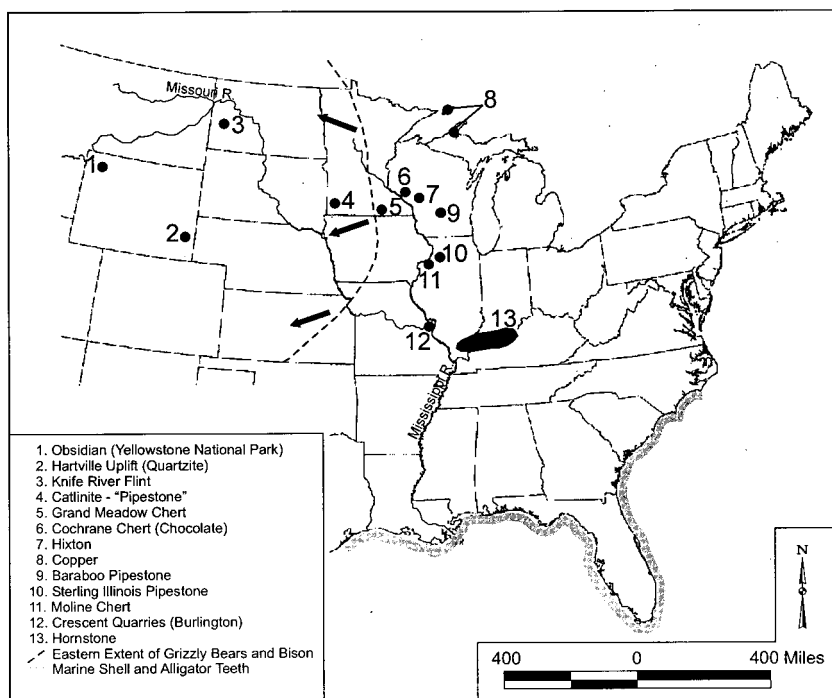 Missouri R.
8
3
1
6
7
4
5
9
2
10
11
13
12
Mississippi R.
1. Obsidian (Yellowstone National Park)
2. Hartville Uplift (Quartzite)
3. Knife River Flint
4. Catlinite - “Pipestone”
5. Grand Meadow Chert
6. Cochrane Chert (Chocolate)
7. Hixton
8. Copper
9. Baraboo Pipestone
10. Sterling Illinois Pipestone
11. Moline Chert
12. Crescent Quarries (Burlington)
13. Hornstone
Eastern Extent of Grizzly Bears and Bison
Marine Shell and Alligator Teeth
N
400 0 400 Miles